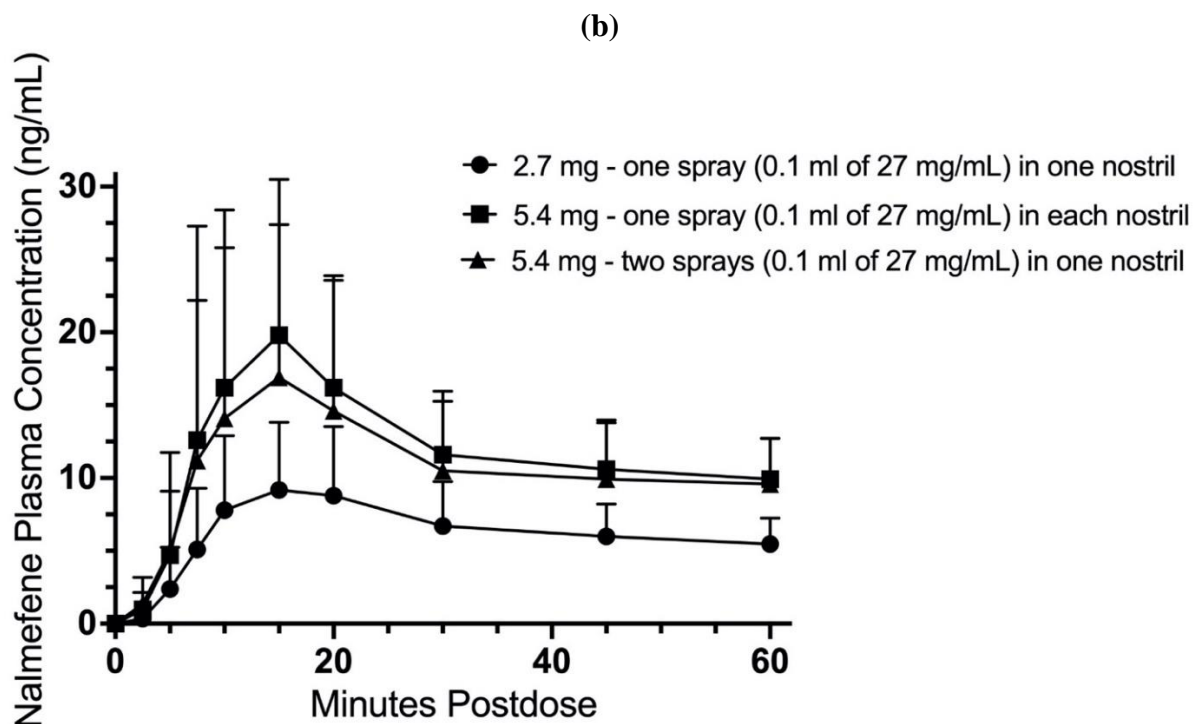 (b)
Nalmefene Plasma Concentration (ng/mL)
2.7 mg - one spray (0.1 ml of 27 mg/mL) in one nostril
5.4 mg - one spray (0.1 ml of 27 mg/mL) in each nostril
5.4 mg - two sprays (0.1 ml of 27 mg/mL) in one nostril
30
20
10
0
0 20 40 60
Minutes Postdose